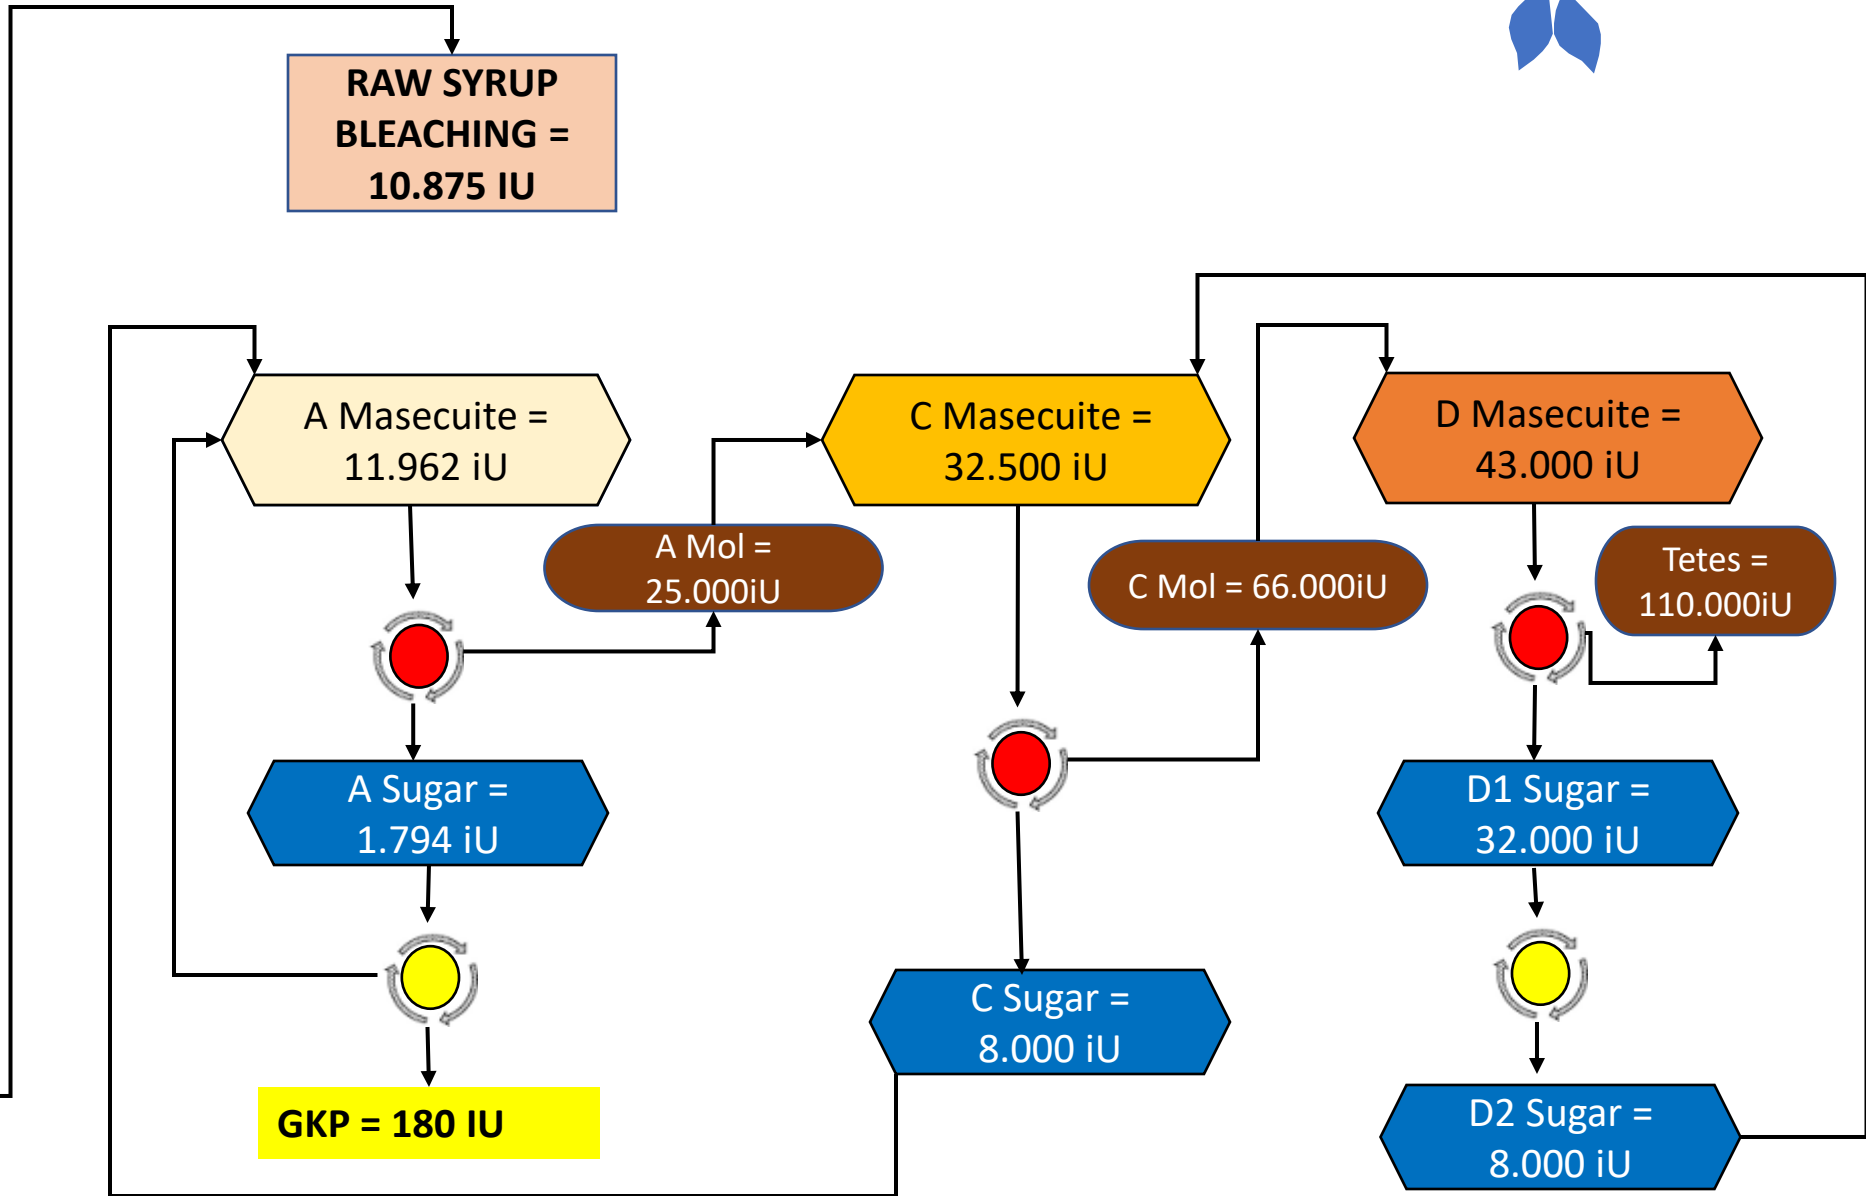 RAW SYRUP
BLEACHING =
10.875 IU
A Masecuite =
11.962 iU
C Masecuite =
32.500 iU
D Masecuite =
43.000 iU
A Mol =
25.000iU
C Mol = 66.000iU
Tetes =
110.000iU
A Sugar =
1.794 iU
D1 Sugar =
32.000 iU
C Sugar =
8.000 iU
GKP = 180 IU
D2 Sugar =
8.000 iU